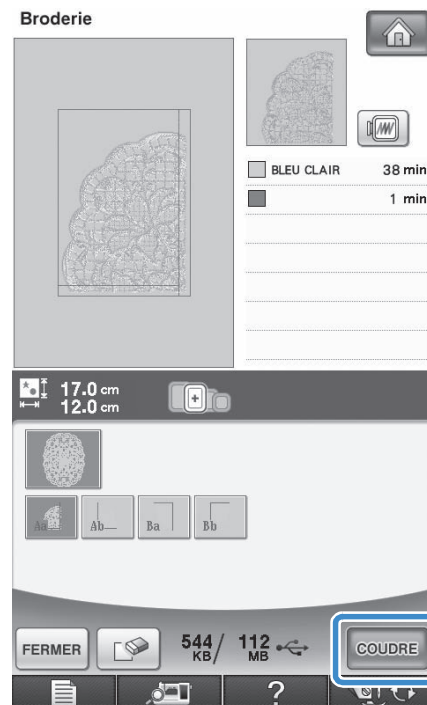 Broderie
BLEU CLAIR 38 min
1 min
17.0 cm
12.0 cm
Aa Ab Ba Bb
FERMER 544 KB / 112 MB COUDRE
?